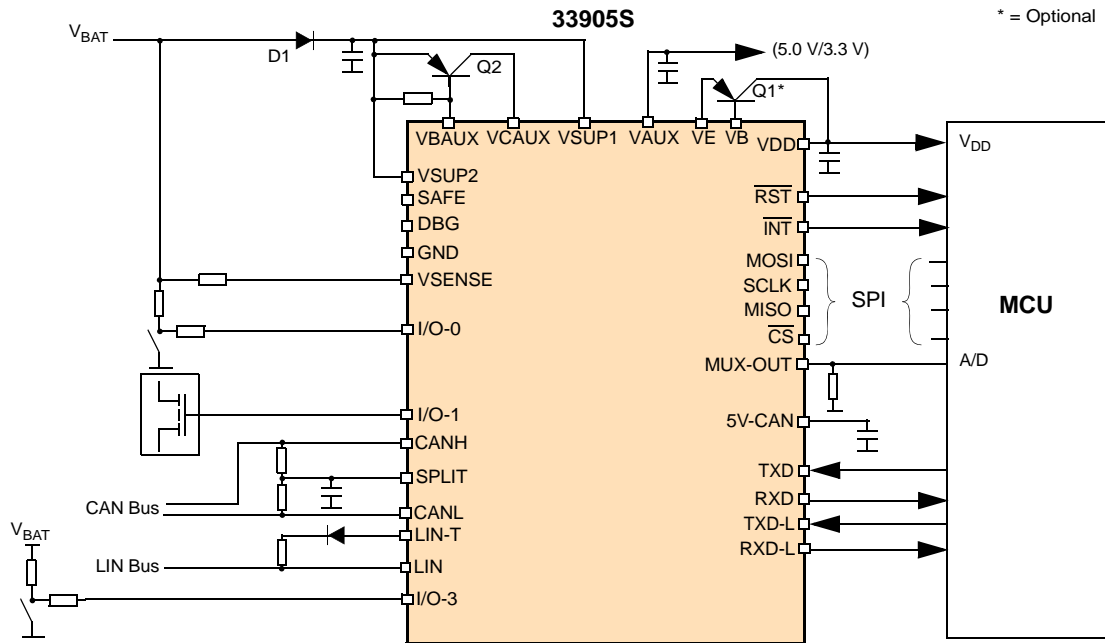 33905S
* = Optional
VBAT
D1
Q2
(5.0 V/3.3 V)
Q1*
VBAUX VCAUX VSUP1 VAUX VE VB
VDD
VDD
VSUP2
SAFE
RST
DBG
INT
GND
MOSI
VSENSE
SCLK
SPI
MISO
MCU
I/O-0
CS
MUX-OUT
A/D
I/O-1
5V-CAN
CANH
SPLIT
TXD
CAN Bus
RXD
CANL
TXD-L
VBAT
LIN-T
RXD-L
LIN Bus
LIN
I/O-3